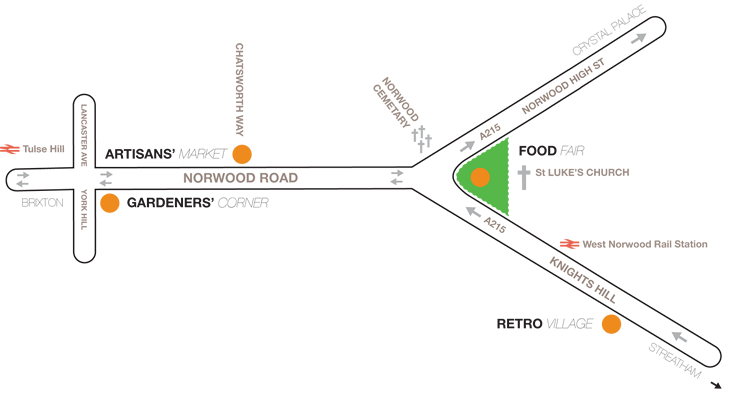 CRYSTAL PALACE
NORWOOD HIGH ST
A215
CHATSWORTH WAY
NORWOOD
CEMETARY
LANCASTER AVE
Tulse Hill
ARTISANS' MARKET
FOOD FAIR
St LUKE'S CHURCH
NORWOOD ROAD
BRIXTON
YORK HILL
GARDENERS' CORNER
A215
West Norwood Rail Station
KNIGHTS HILL
RETRO VILLAGE
STREATHAM